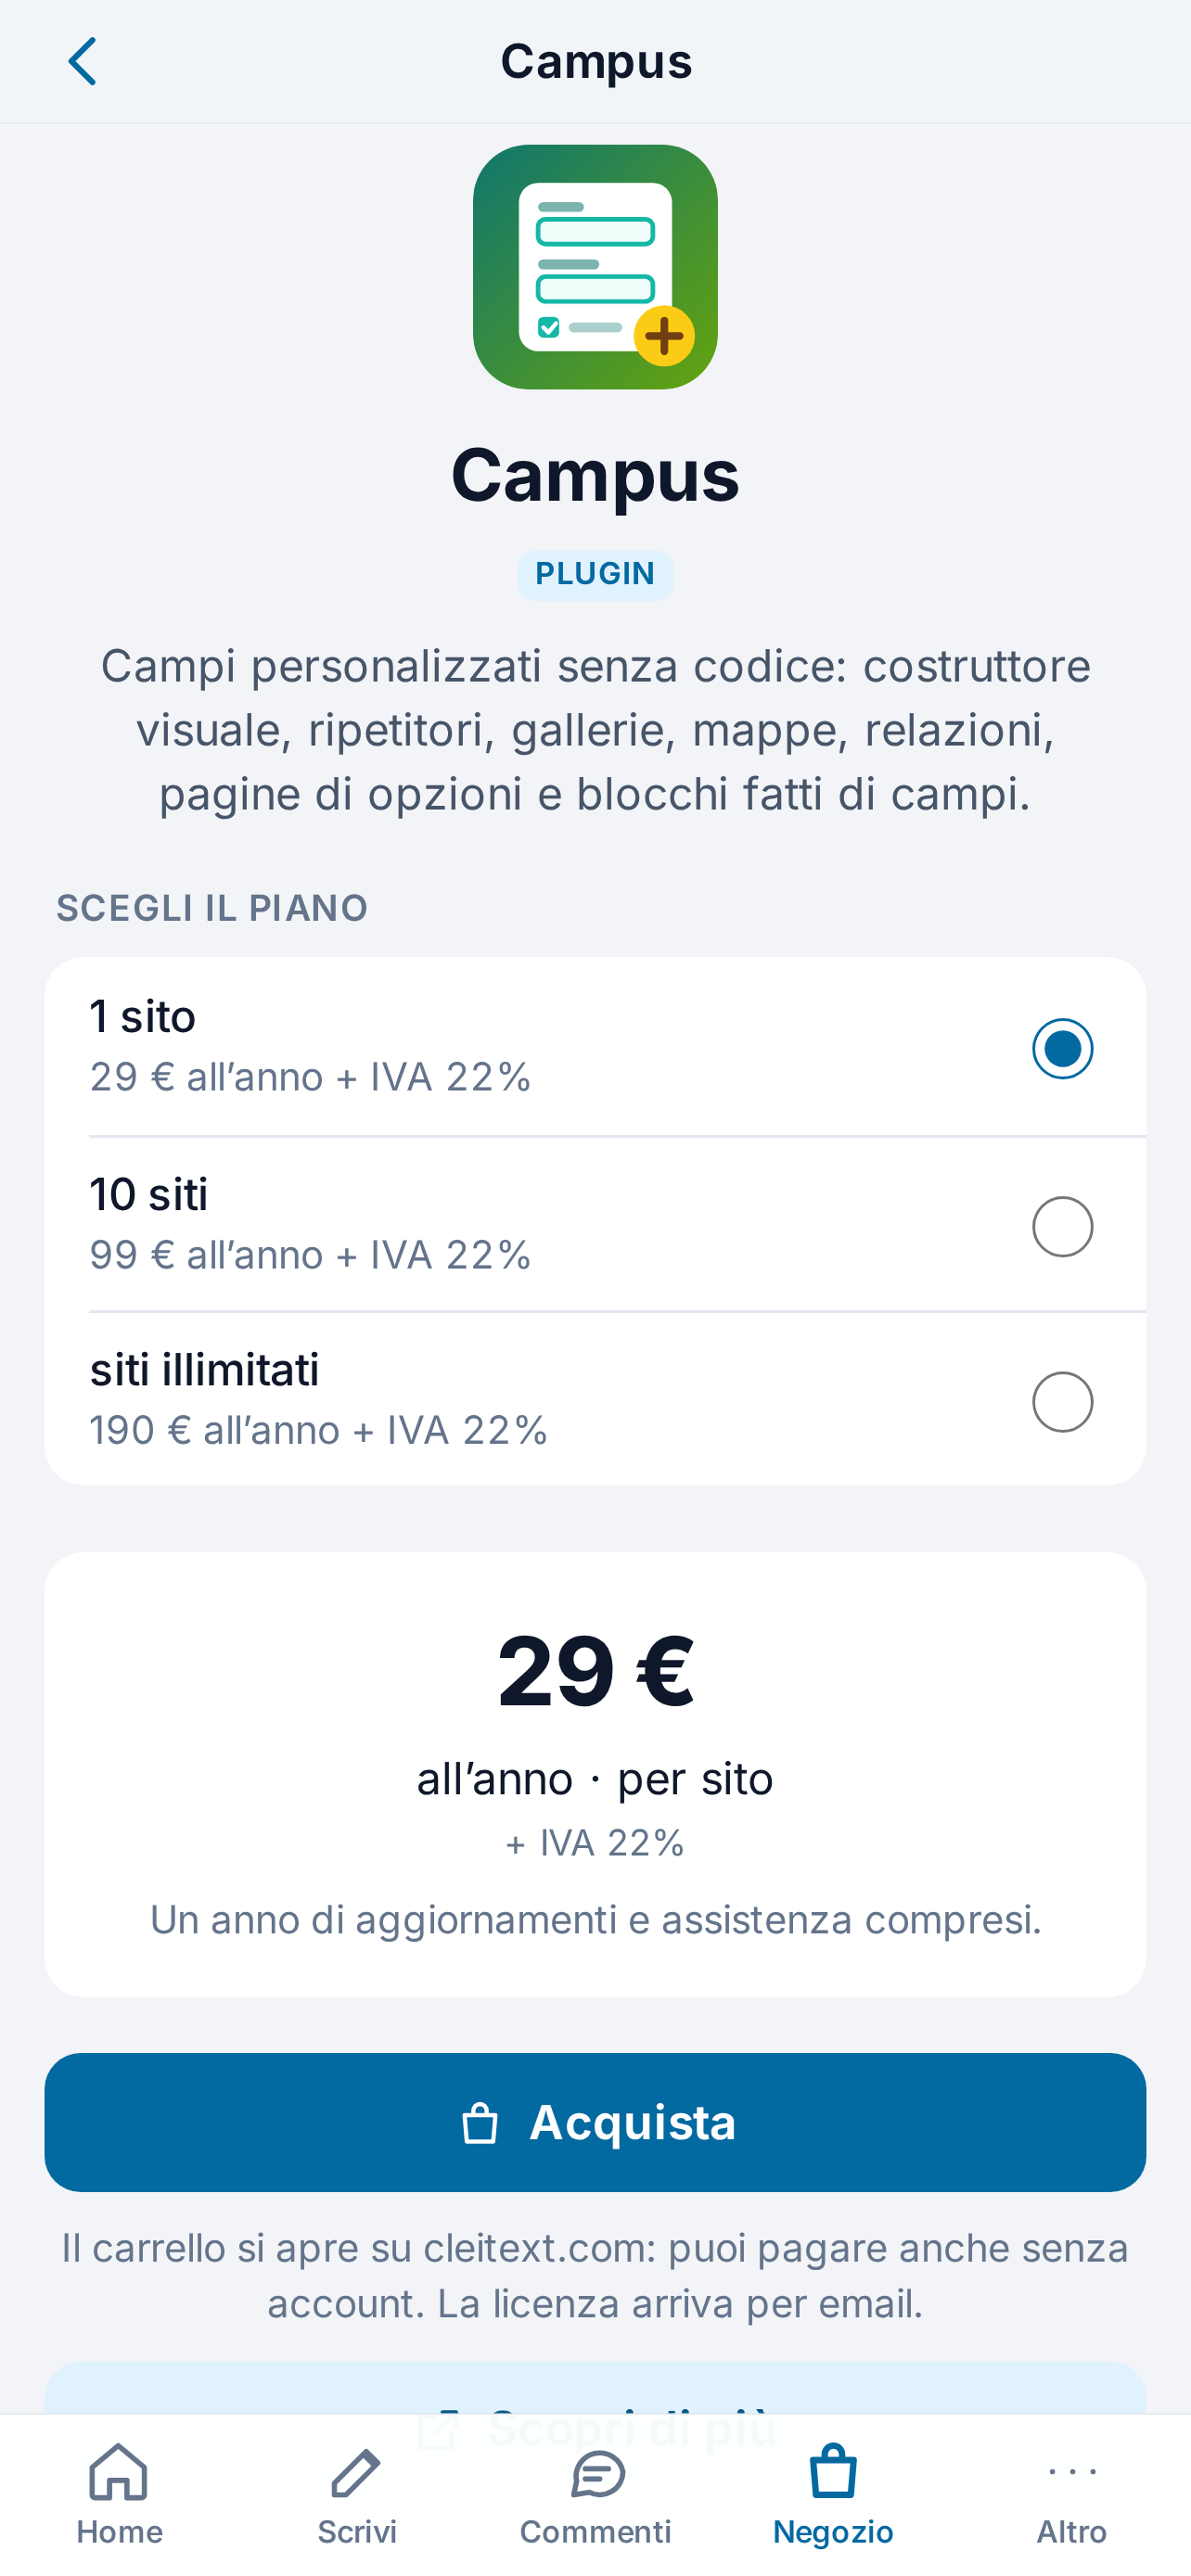 Campus
Campus
PLUGIN
Campi personalizzati senza codice: costruttore
visuale, ripetitori, gallerie, mappe, relazioni,
pagine di opzioni e blocchi fatti di campi.
SCEGLI IL PIANO
1 sito
29 € all’anno + IVA 22%
10 siti
99 € all’anno + IVA 22%
siti illimitati
190 € all’anno + IVA 22%
29 €
all’anno · per sito
+ IVA 22%
Un anno di aggiornamenti e assistenza compresi.
Acquista
Il carrello si apre su cleitext.com: puoi pagare anche senza
account. La licenza arriva per email.
Scopri di più
Home
Scrivi
Commenti
Negozio
Altro